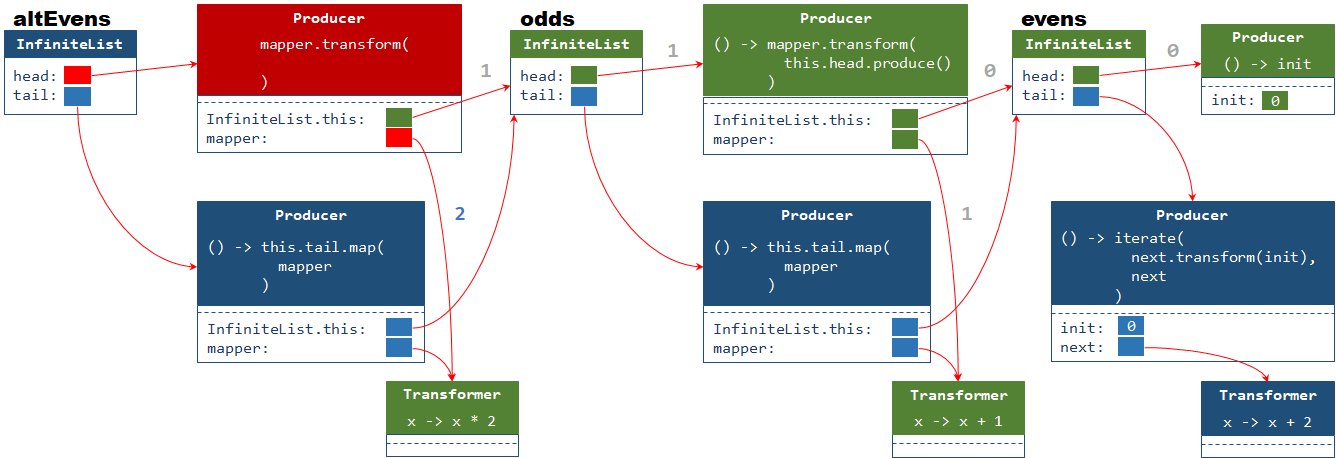 altEvens
InfiniteList
head:
tail:
Producer
mapper.transform(
)
InfiniteList.this:
mapper:
1
2
Producer
() -> this.tail.map(
mapper
)
InfiniteList.this:
mapper:
Transformer
x -> x * 2
odds
InfiniteList
head:
tail:
1
Producer
() -> mapper.transform(
this.head.produce()
)
InfiniteList.this:
mapper:
0
1
Producer
() -> this.tail.map(
mapper
)
InfiniteList.this:
mapper:
Transformer
x -> x + 1
evens
InfiniteList
head:
tail:
0
Producer
() -> init
init: 0
Producer
() -> iterate(
next.transform(init),
next
)
init: 0
next:
Transformer
x -> x + 2